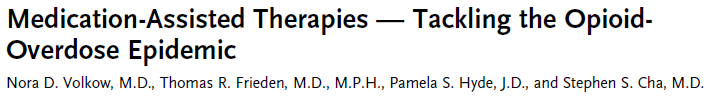 Medication-Assisted Therapies — Tackling the Opioid-
Overdose Epidemic
Nora D. Volkow, M.D., Thomas R. Frieden, M.D., M.P.H., Pamela S. Hyde, J.D., and Stephen S. Cha, M.D.